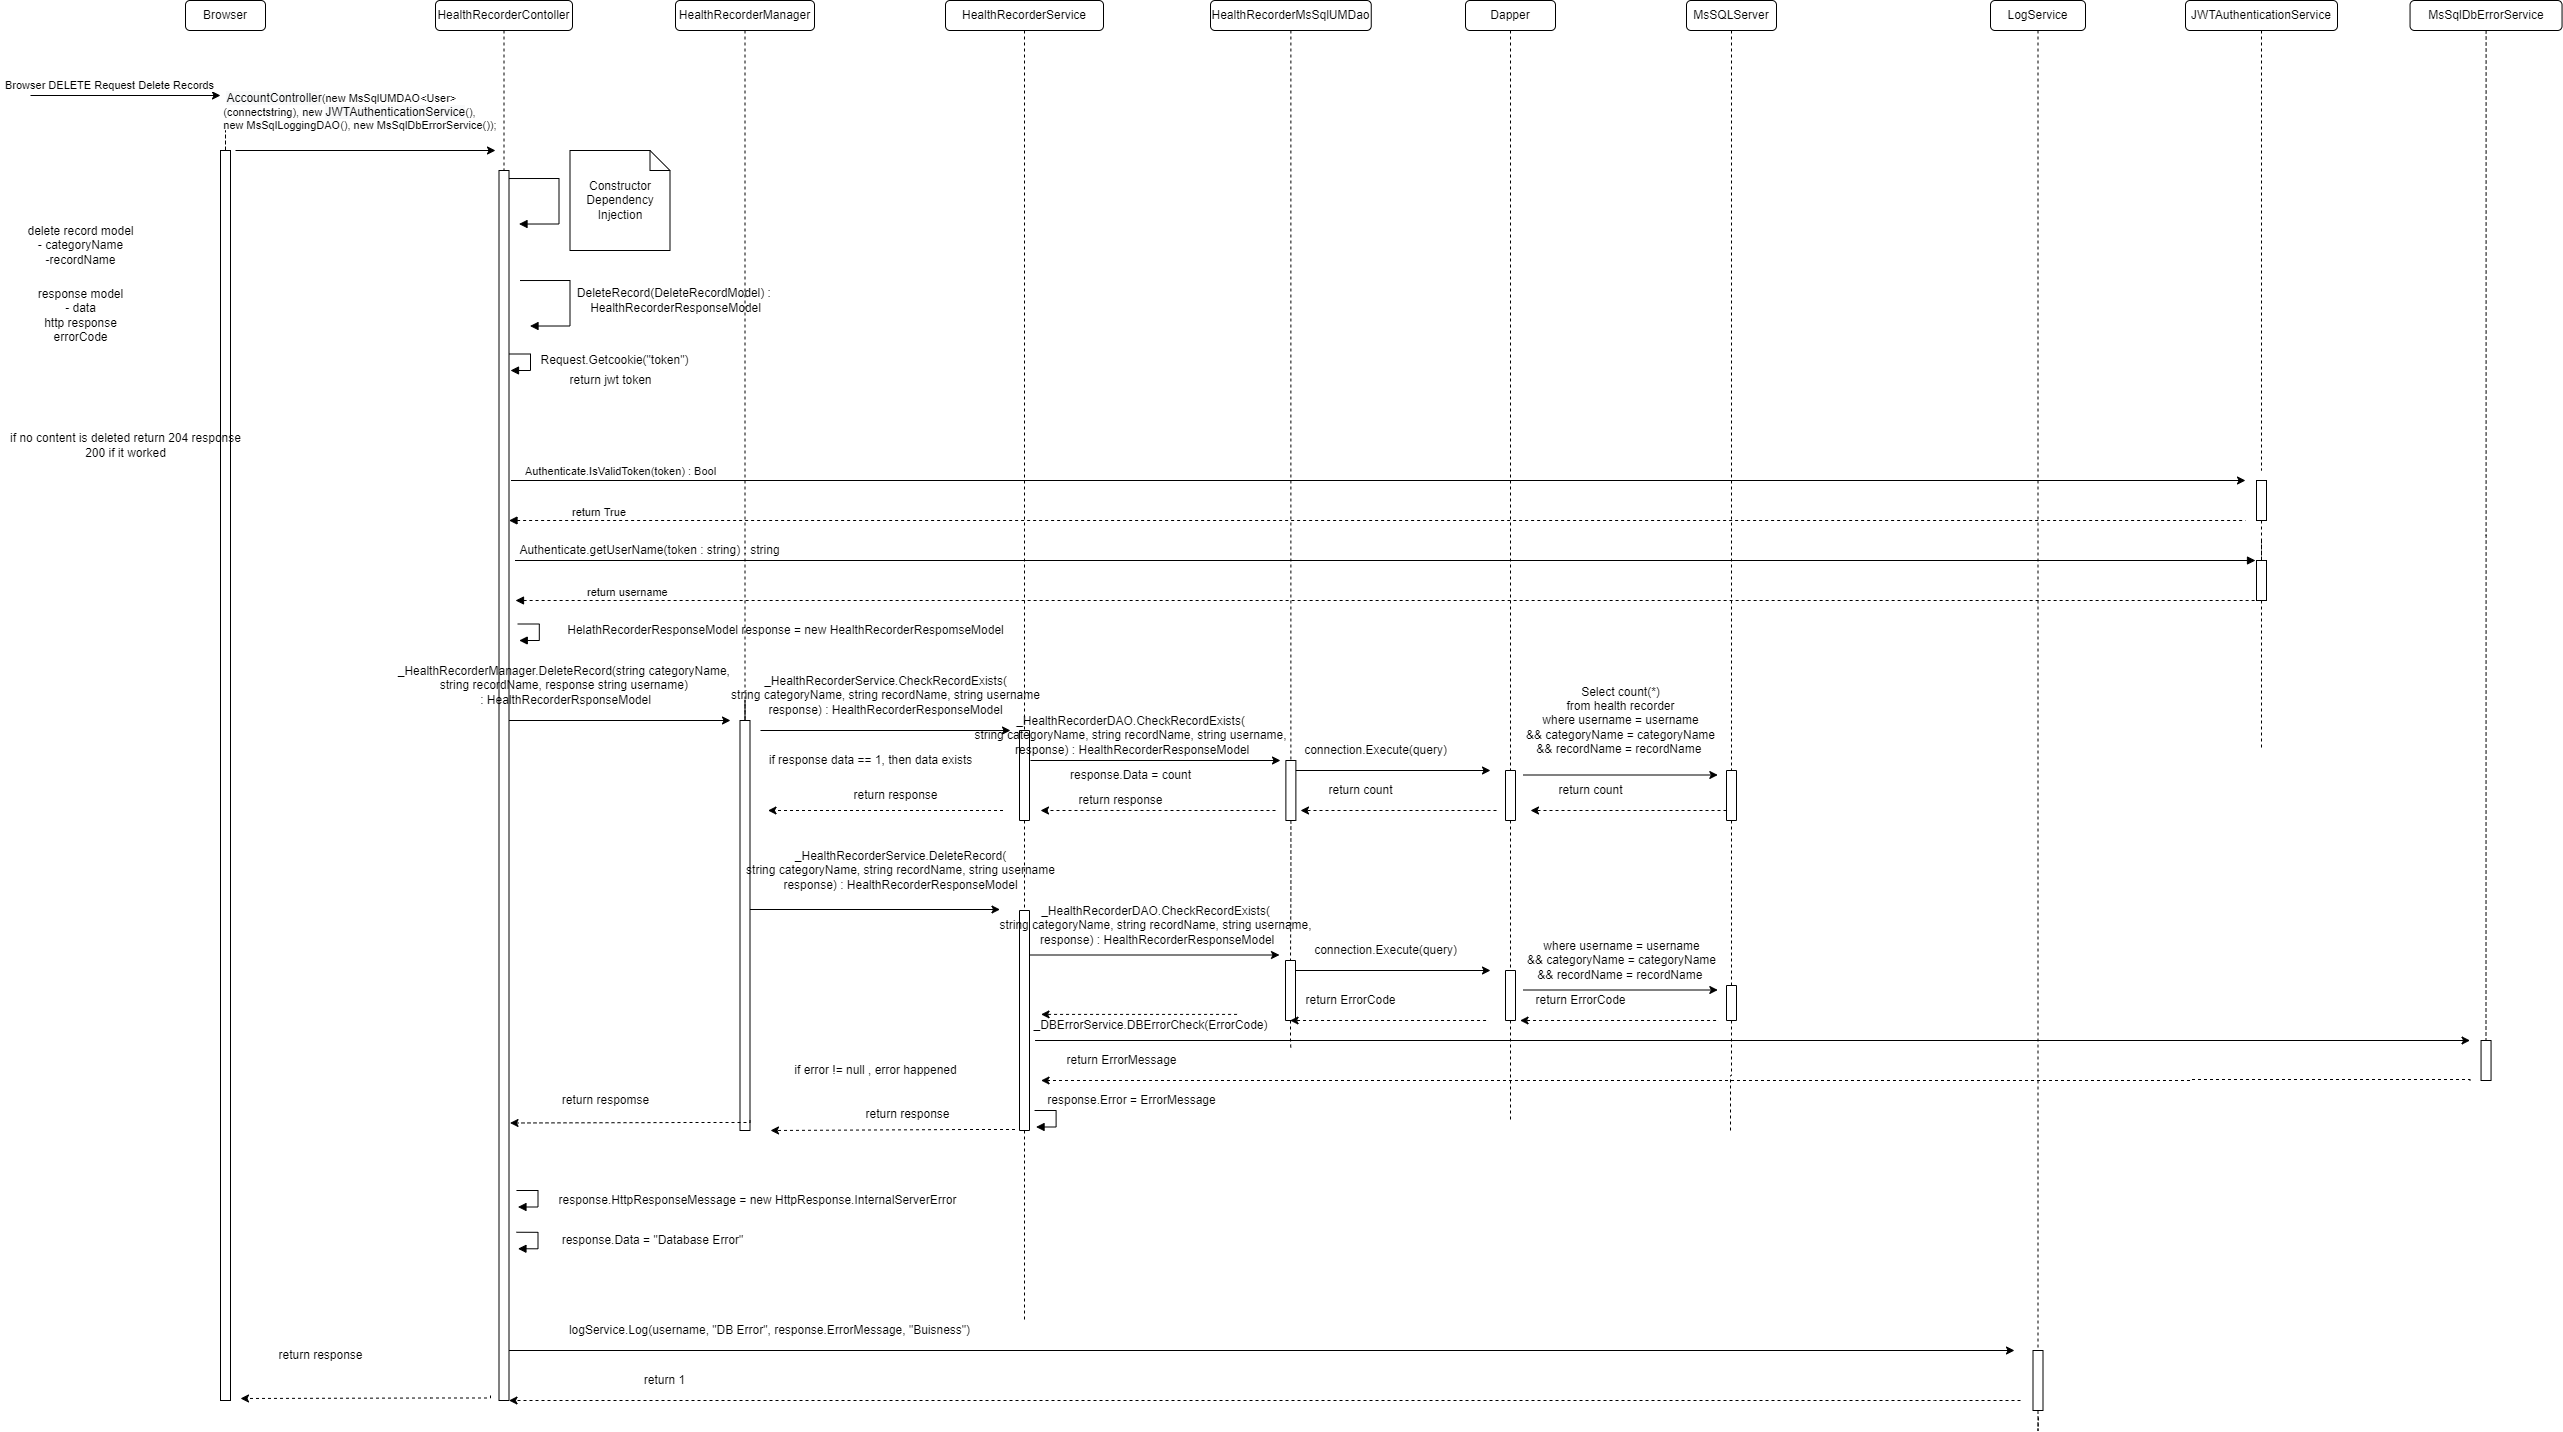 Browser
HealthRecorderContoller
HealthRecorderManager
HealthRecorderService
HealthRecorderMsSqlUMDao
Dapper
MsSQLServer
LogService
JWTAuthenticationService
MsSqlDbErrorService
Browser DELETE Request Delete Records
AccountController(new MsSqlUMDAO<User>
(connectstring), new JWTAuthenticationService(),
new MsSqlLoggingDAO(), new MsSqlDbErrorService());
Constructor
Dependency
Injection
delete record model
- categoryName
-recordName
response model
- data
http response
errorCode
DeleteRecord(DeleteRecordModel) :
HealthRecorderResponseModel
Request.Getcookie("token")
return jwt token
if no content is deleted return 204 response
200 if it worked
Authenticate.IsValidToken(token) : Bool
return True
Authenticate.getUserName(token : string) : string
return username
HelathRecorderResponseModel response = new HealthRecorderRespomseModel
_HealthRecorderManager.DeleteRecord(string categoryName,
string recordName, response string username)
: HealthRecorderRsponseModel
_HealthRecorderService.CheckRecordExists(
string categoryName, string recordName, string username
response) : HealthRecorderResponseModel
_HealthRecorderDAO.CheckRecordExists(
string categoryName, string recordName, string username,
response) : HealthRecorderResponseModel
connection.Execute(query)
Select count(*)
from health recorder
where username = username
&& categoryName = categoryName
&& recordName = recordName
if response data == 1, then data exists
response.Data = count
return response
return response
return count
return count
_HealthRecorderService.DeleteRecord(
string categoryName, string recordName, string username
response) : HealthRecorderResponseModel
_HealthRecorderDAO.CheckRecordExists(
string categoryName, string recordName, string username,
response) : HealthRecorderResponseModel
connection.Execute(query)
where username = username
&& categoryName = categoryName
&& recordName = recordName
return ErrorCode
return ErrorCode
_DBErrorService.DBErrorCheck(ErrorCode)
return ErrorMessage
if error != null , error happened
response.Error = ErrorMessage
return respomse
return response
response.HttpResponseMessage = new HttpResponse.InternalServerError
response.Data = "Database Error"
logService.Log(username, "DB Error", response.ErrorMessage, "Buisness")
return response
return 1